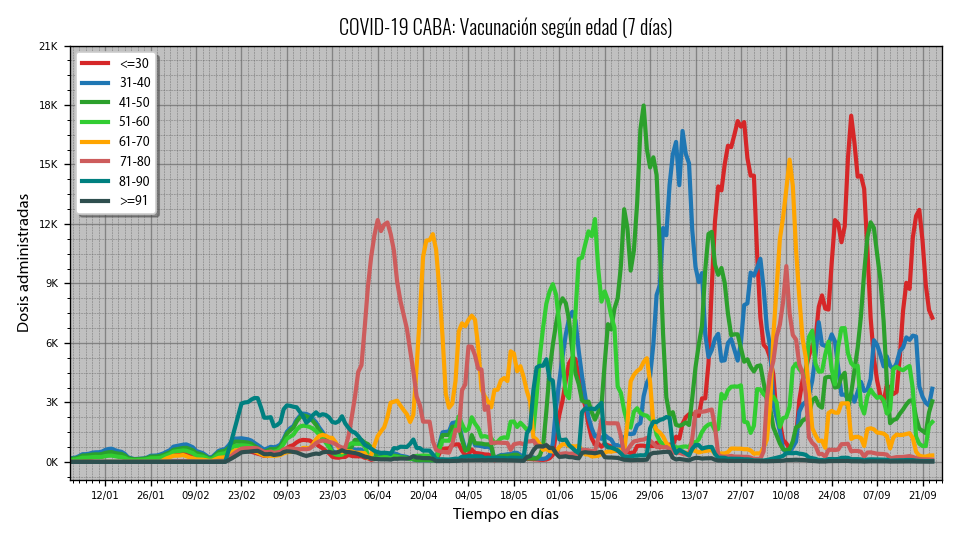 COVID-19 CABA: Vacunación según edad (7 días)
21K
18K
15K
12K
9K
6K
3K
0K
Dosis administradas
<=30
31-40
41-50
51-60
61-70
71-80
81-90
>=91
12/01 26/01 09/02 23/02 09/03 23/03 06/04 20/04 04/05 18/05 01/06 15/06 29/06 13/07 27/07 10/08 24/08 07/09 21/09
Tiempo en días